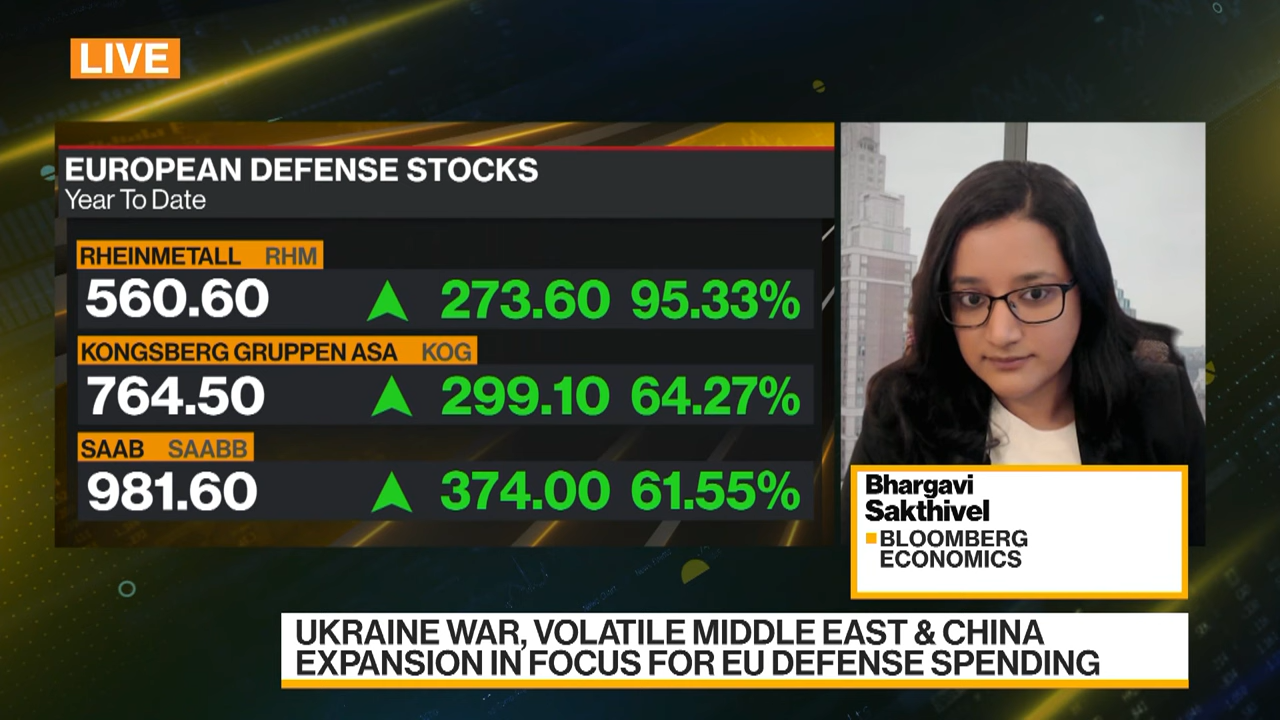 LIVE
EUROPEAN DEFENSE STOCKS
Year To Date
RHEINMETALL RHM
560.60 273.60 95.33%
KONGSBERG GRUPPEN ASA KOG
764.50 299.10 64.27%
SAAB SAABB
981.60 374.00 61.55%
Bhargavi
Sakthivel
BLOOMBERG
ECONOMICS
UKRAINE WAR, VOLATILE MIDDLE EAST & CHINA
EXPANSION IN FOCUS FOR EU DEFENSE SPENDING